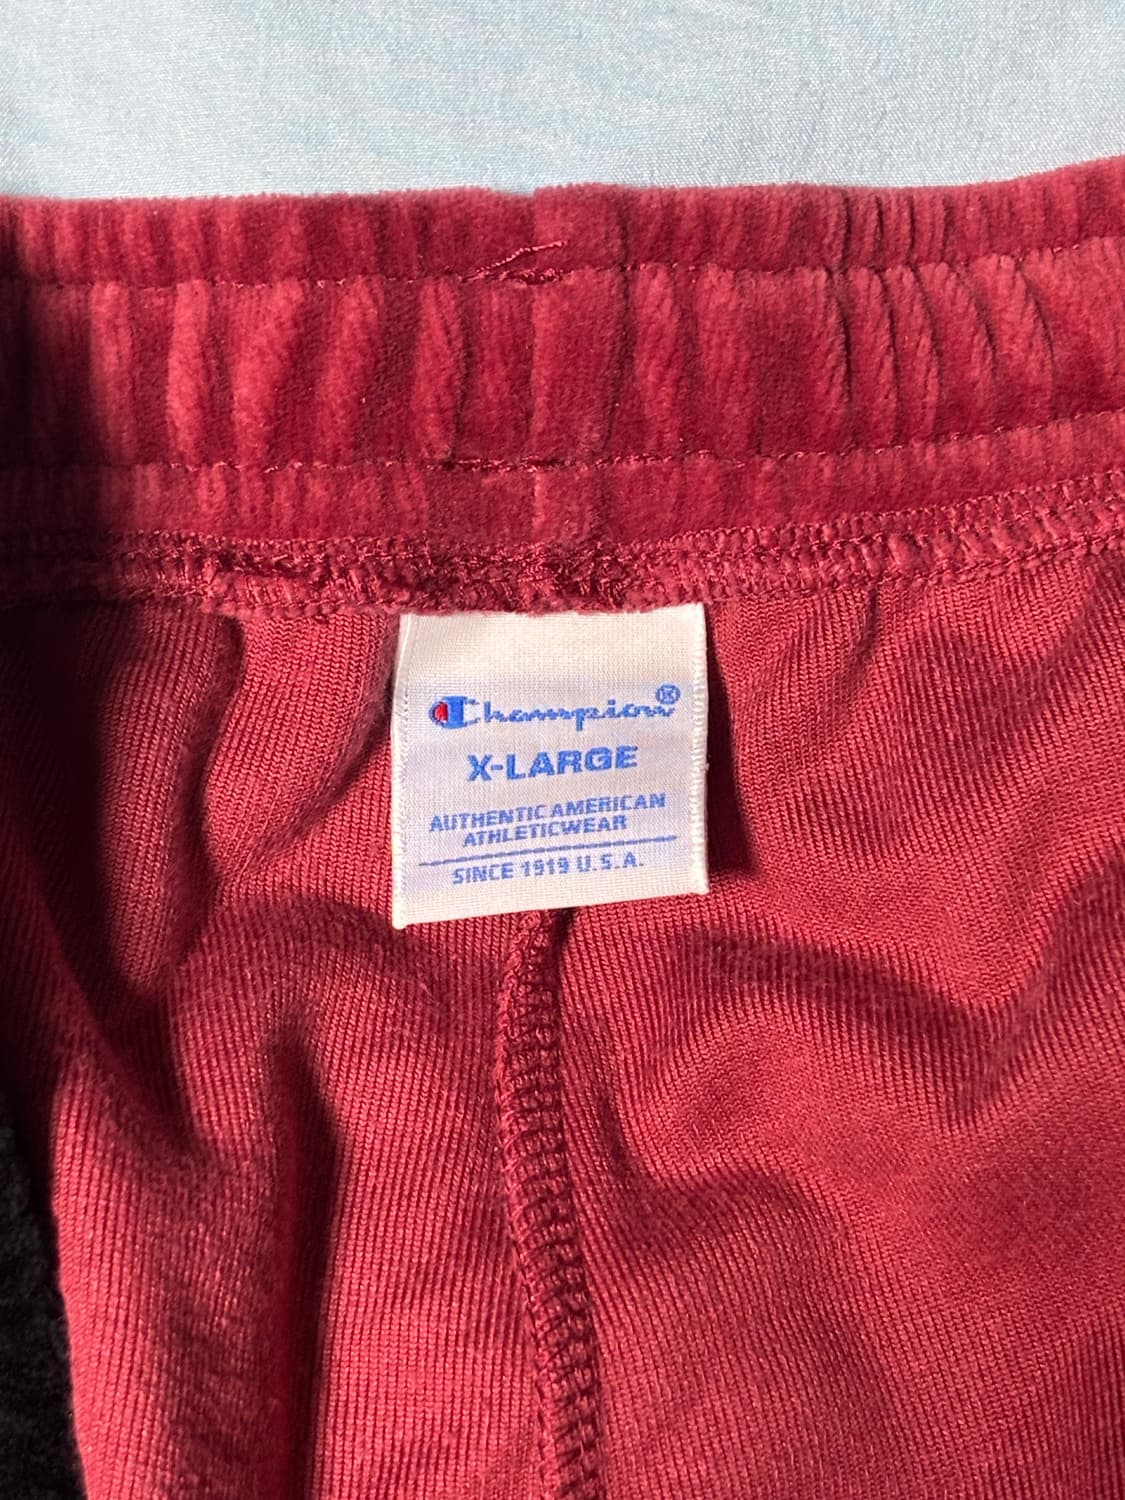 Champion®
X-LARGE
AUTHENTIC AMERICAN
ATHLETICWEAR
SINCE 1919 U.S.A.